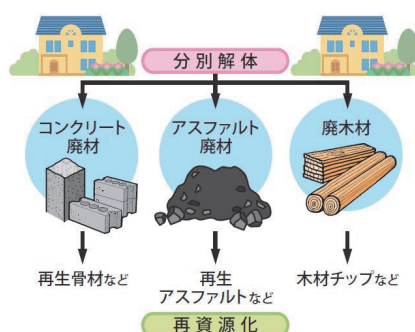 分別解体
コンクリート
廃材
アスファルト
廃材
廃木材
再生骨材など
再生
アスファルトなど
木材チップなど
再資源化